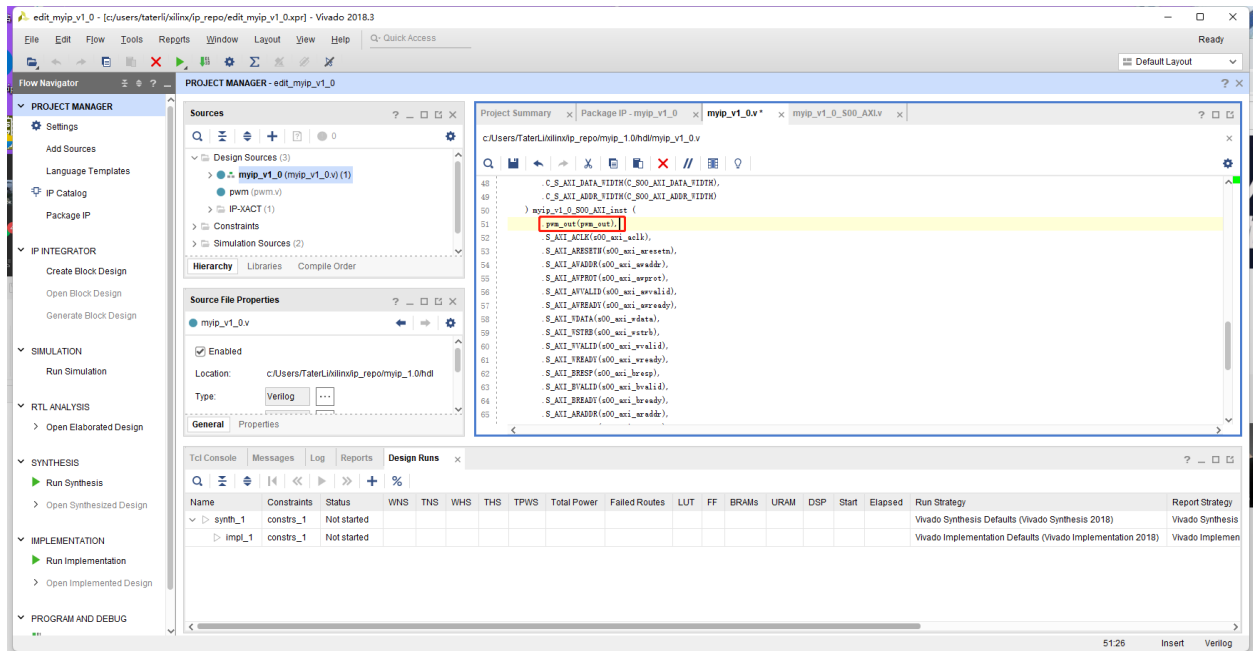 edit_myip_v1_0 - [c:/users/taterli/xilinx/ip_repo/edit_myip_v1_0.xpr] - Vivado 2018.3
File Edit Flow Tools Reports Window Layout View Help Q- Quick Access Ready
Default Layout
Flow Navigator
PROJECT MANAGER - edit_myip_v1_0
PROJECT MANAGER
Settings
Add Sources
Language Templates
IP Catalog
Package IP
IP INTEGRATOR
Create Block Design
Open Block Design
Generate Block Design
SIMULATION
Run Simulation
RTL ANALYSIS
Open Elaborated Design
SYNTHESIS
Run Synthesis
Open Synthesized Design
IMPLEMENTATION
Run Implementation
Open Implemented Design
PROGRAM AND DEBUG
Sources
0
Design Sources (3)
myip_v1_0 (myip_v1_0.v) (1)
pwm (pwm.v)
IP-XACT (1)
Constraints
Simulation Sources (2)
Hierarchy Libraries Compile Order
Source File Properties
myip_v1_0.v
Enabled
Location: c:/Users/TaterLi/xilinx/ip_repo/myip_1.0/hdl
Type: Verilog
General Properties
Project Summary Package IP - myip_v1_0 myip_v1_0.v * myip_v1_0_S00_AXI.v
c:/Users/TaterLi/xilinx/ip_repo/myip_1.0/hdl/myip_v1_0.v
48 .C_S_AXI_DATA_WIDTH(C_S00_AXI_DATA_WIDTH),
49 .C_S_AXI_ADDR_WIDTH(C_S00_AXI_ADDR_WIDTH)
50 ) myip_v1_0_S00_AXI_inst (
51 .pwm_out(pwm_out),
52 .S_AXI_ACLK(s00_axi_aclk),
53 .S_AXI_ARESETN(s00_axi_aresetn),
54 .S_AXI_AWADDR(s00_axi_awaddr),
55 .S_AXI_AWPROT(s00_axi_awprot),
56 .S_AXI_AWVALID(s00_axi_awvalid),
57 .S_AXI_AWREADY(s00_axi_awready),
58 .S_AXI_WDATA(s00_axi_wdata),
59 .S_AXI_WSTRB(s00_axi_wstrb),
60 .S_AXI_WVALID(s00_axi_wvalid),
61 .S_AXI_WREADY(s00_axi_wready),
62 .S_AXI_BRESP(s00_axi_bresp),
63 .S_AXI_BVALID(s00_axi_bvalid),
64 .S_AXI_BREADY(s00_axi_bready),
65 .S_AXI_ARADDR(s00_axi_araddr),
Tcl Console Messages Log Reports Design Runs
Name Constraints Status WNS TNS WHS THS TPWS Total Power Failed Routes LUT FF BRAMs URAM DSP Start Elapsed Run Strategy Report Strategy
synth_1 constrs_1 Not started Vivado Synthesis Defaults (Vivado Synthesis 2018) Vivado Synthesis
impl_1 constrs_1 Not started Vivado Implementation Defaults (Vivado Implementation 2018) Vivado Implemen
51:26 Insert Verilog